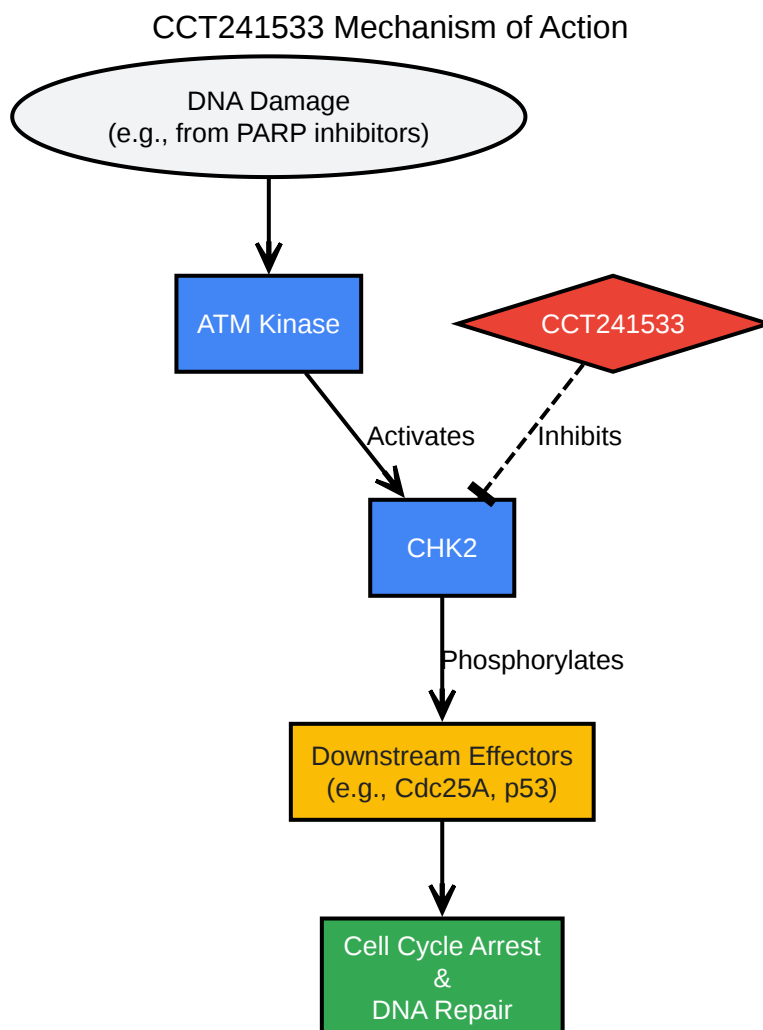 CCT241533 Mechanism of Action
DNA Damage
(e.g., from PARP inhibitors)
ATM Kinase
CCT241533
Activates
Inhibits
CHK2
Phosphorylates
Downstream Effectors
(e.g., Cdc25A, p53)
Cell Cycle Arrest
&
DNA Repair